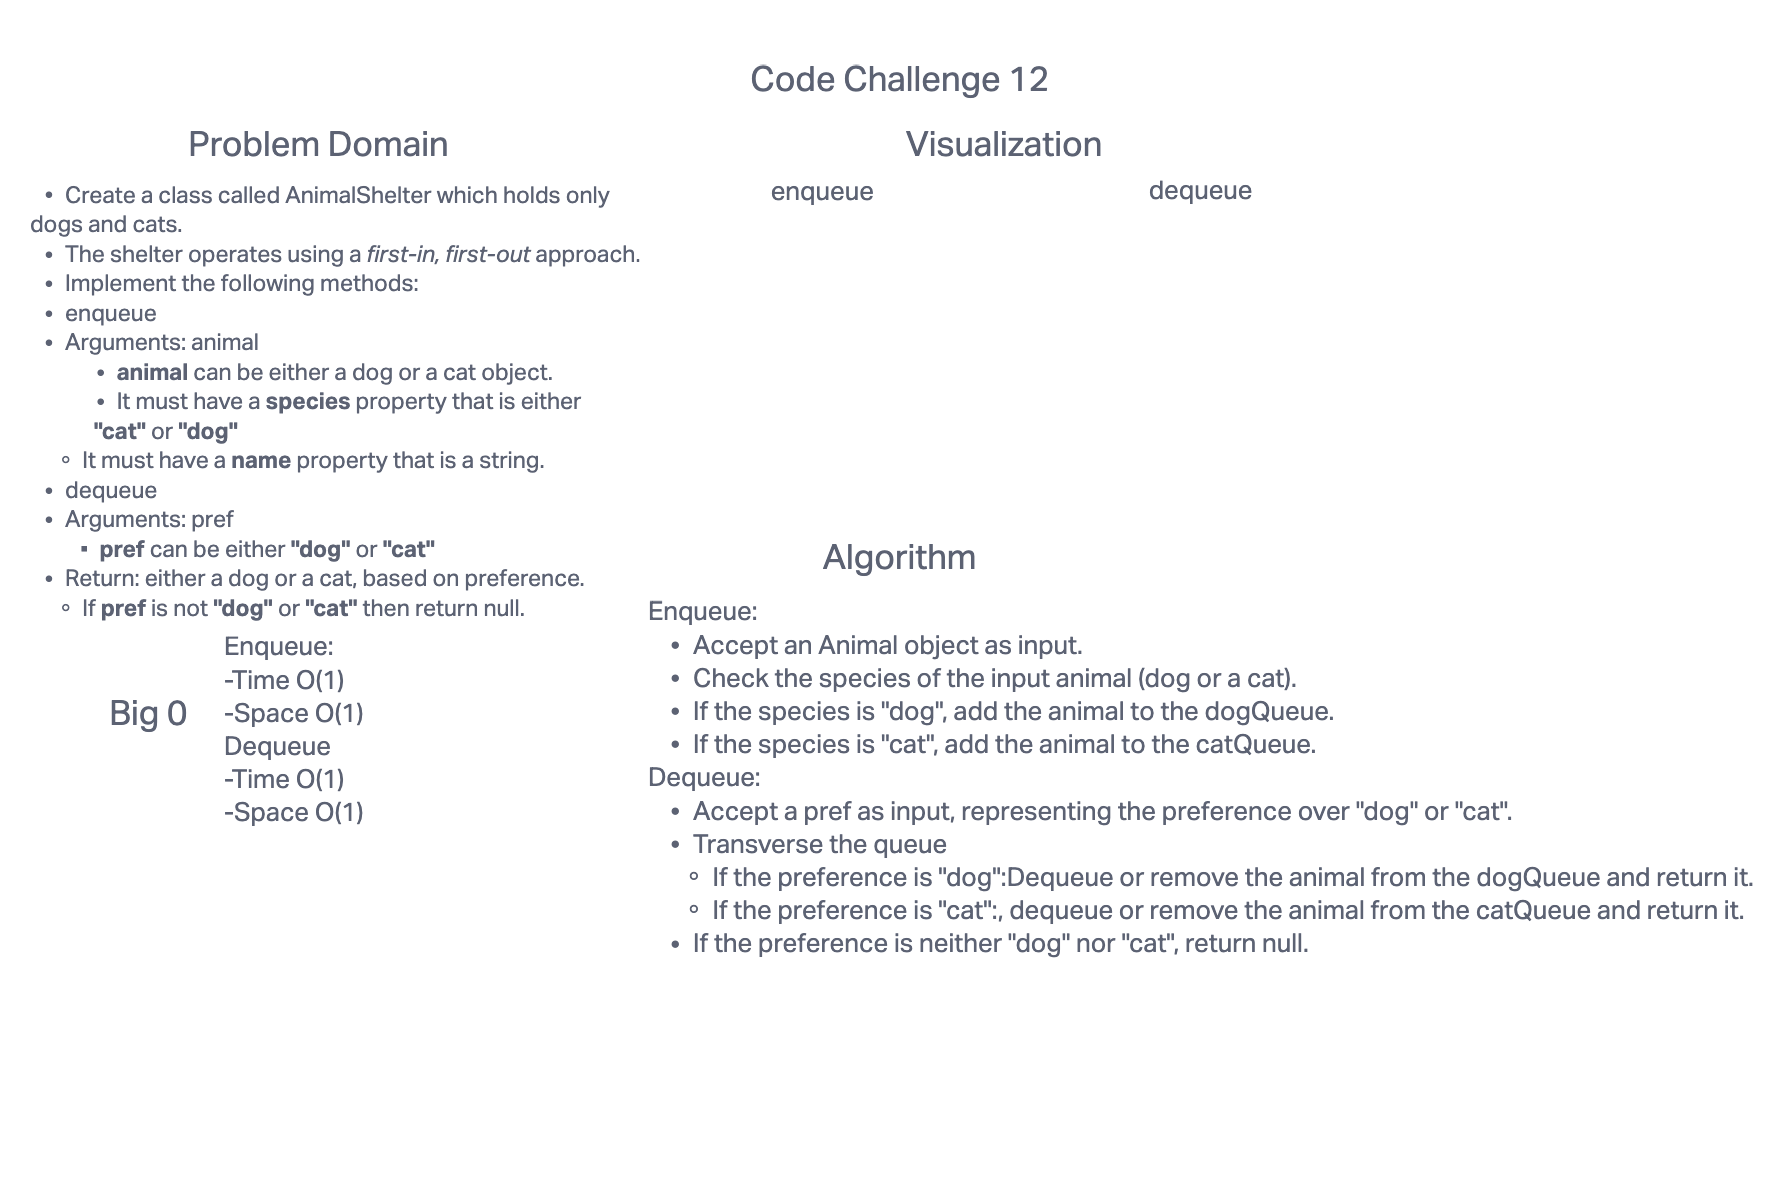 Code Challenge 12
Problem Domain
• Create a class called AnimalShelter which holds only
dogs and cats.
• The shelter operates using a first-in, first-out approach.
• Implement the following methods:
• enqueue
• Arguments: animal
• animal can be either a dog or a cat object.
• It must have a species property that is either
"cat" or "dog"
◦ It must have a name property that is a string.
• dequeue
• Arguments: pref
▪ pref can be either "dog" or "cat"
• Return: either a dog or a cat, based on preference.
◦ If pref is not "dog" or "cat" then return null.
Big 0
Enqueue:
-Time O(1)
-Space O(1)
Dequeue
-Time O(1)
-Space O(1)
Visualization
enqueue
dequeue
Algorithm
Enqueue:
• Accept an Animal object as input.
• Check the species of the input animal (dog or a cat).
• If the species is "dog", add the animal to the dogQueue.
• If the species is "cat", add the animal to the catQueue.
Dequeue:
• Accept a pref as input, representing the preference over "dog" or "cat".
• Transverse the queue
◦ If the preference is "dog":Dequeue or remove the animal from the dogQueue and return it.
◦ If the preference is "cat":, dequeue or remove the animal from the catQueue and return it.
• If the preference is neither "dog" nor "cat", return null.